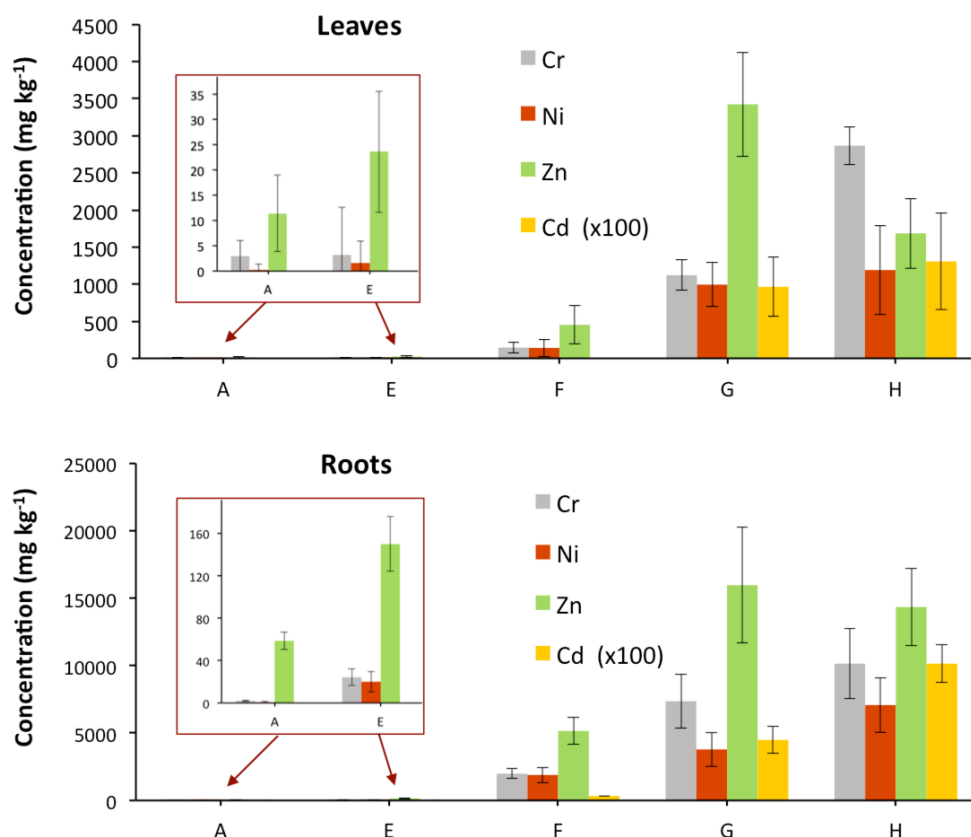 Leaves
Concentration (mg kg⁻¹)
4500
4000
3500
3000
2500
2000
1500
1000
500
0
35
30
25
20
15
10
5
0
A E
Cr
Ni
Zn
Cd (x100)
A E F G H
Roots
Concentration (mg kg⁻¹)
25000
20000
15000
10000
5000
0
160
120
80
40
0
A E
Cr
Ni
Zn
Cd (x100)
A E F G H